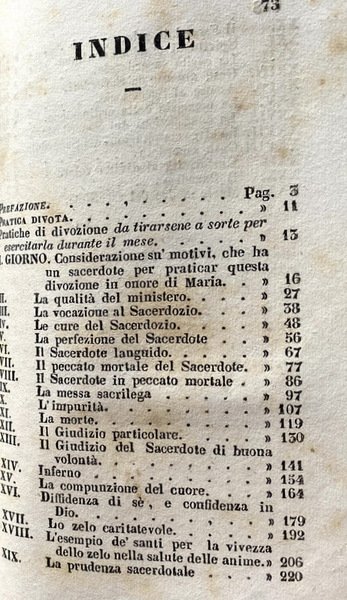 73
INDICE
Pag. 3
PREFAZIONE. . . . . . . . . » 11
PRATICA DIVOTA. . . . . . .
Pratiche di divozione da tirarsene a sorte per
esercitarla durante il mese. . . . . » 13
I. GIORNO. Considerazione su' motivi, che ha
un sacerdote per praticar questa
divozione in onore di Maria. . . » 16
II. La qualità del ministero. . . . » 27
III. La vocazione al Sacerdozio. . . » 38
IV. Le cure del Sacerdozio. . . . » 48
V. La perfezione del Sacerdote . . » 56
VI. Il Sacerdote languido. . . . . » 67
VII. Il peccato mortale del Sacerdote. . » 77
VIII. Il Sacerdote in peccato mortale . » 86
IX. La messa sacrilega . . . . . » 97
X. L'impurità. . . . . . . » 107
XI. La morte. . . . . . . . » 119
XII. Il Giudizio particolare. . . . » 130
XIII. Il Giudizio del Sacerdote di buona
volontà. . . . . . . . » 141
XIV. Inferno . . . . . . . . » 154
XV. La compunzione del cuore. . . . » 164
XVI. Diffidenza di sè, e confidenza in
Dio. . . . . . . . . » 179
XVII. Lo zelo caritatevole. . . . . » 192
XVIII. L'esempio de' santi per la vivezza
dello zelo nella salute delle anime. » 206
XIX. La prudenza sacerdotale . . . » 220